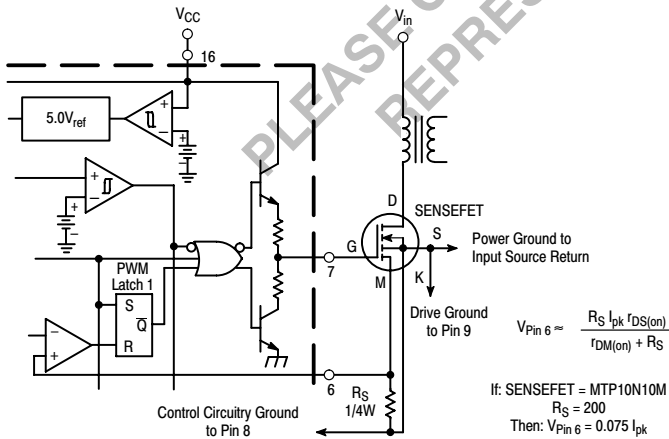 PLEASE C
REPRES
VCC
Vin
16
+
–
5.0Vref
+
–
+
–
+
–
D
SENSEFET
S
G
Power Ground to
Input Source Return
7
M
K
PWM
Latch 1
Drive Ground
to Pin 9
S
Q
R
–
+
VPin 6 ≈ RS Ipk rDS(on)
rDM(on) + RS
6
RS
1/4W
If: SENSEFET = MTP10N10M
RS = 200
Then: VPin 6 = 0.075 Ipk
Control Circuitry Ground
to Pin 8